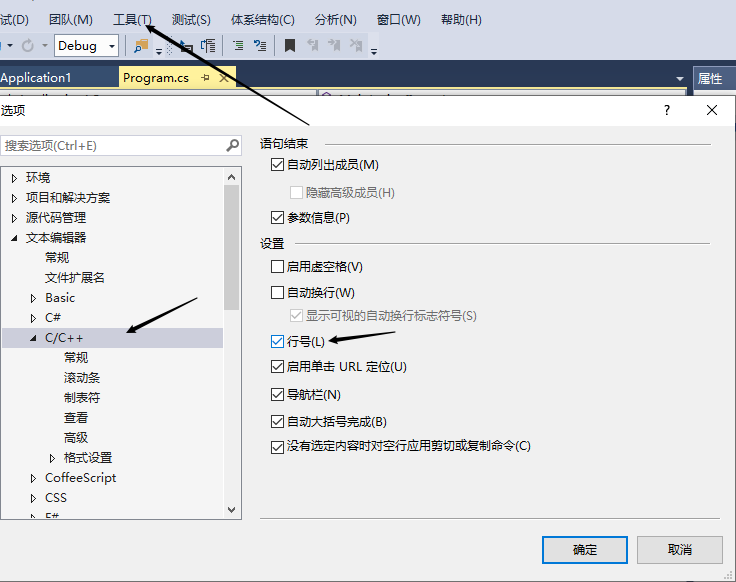 试(D) 团队(M) 工具(T) 测试(S) 体系结构(C) 分析(N) 窗口(W) 帮助(H)
Debug
Application1 Program.cs 属性
选项 ?
搜索选项(Ctrl+E)
环境
项目和解决方案
源代码管理
文本编辑器
常规
文件扩展名
Basic
C#
C/C++
常规
滚动条
制表符
查看
高级
格式设置
CoffeeScript
CSS
F#
语句结束
自动列出成员(M)
隐藏高级成员(H)
参数信息(P)
设置
启用虚空格(V)
自动换行(W)
显示可视的自动换行标志符号(S)
行号(L)
启用单击 URL 定位(U)
导航栏(N)
自动大括号完成(B)
没有选定内容时对空行应用剪切或复制命令(C)
确定 取消